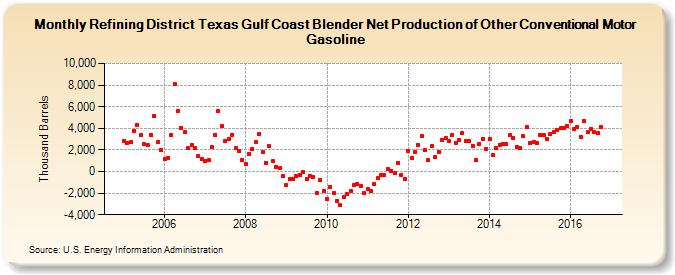 Monthly Refining District Texas Gulf Coast Blender Net Production of Other Conventional Motor
Gasoline
Thousand Barrels
10,000
8,000
6,000
4,000
2,000
0
-2,000
-4,000
2006 2008 2010 2012 2014 2016
Source: U.S. Energy Information Administration